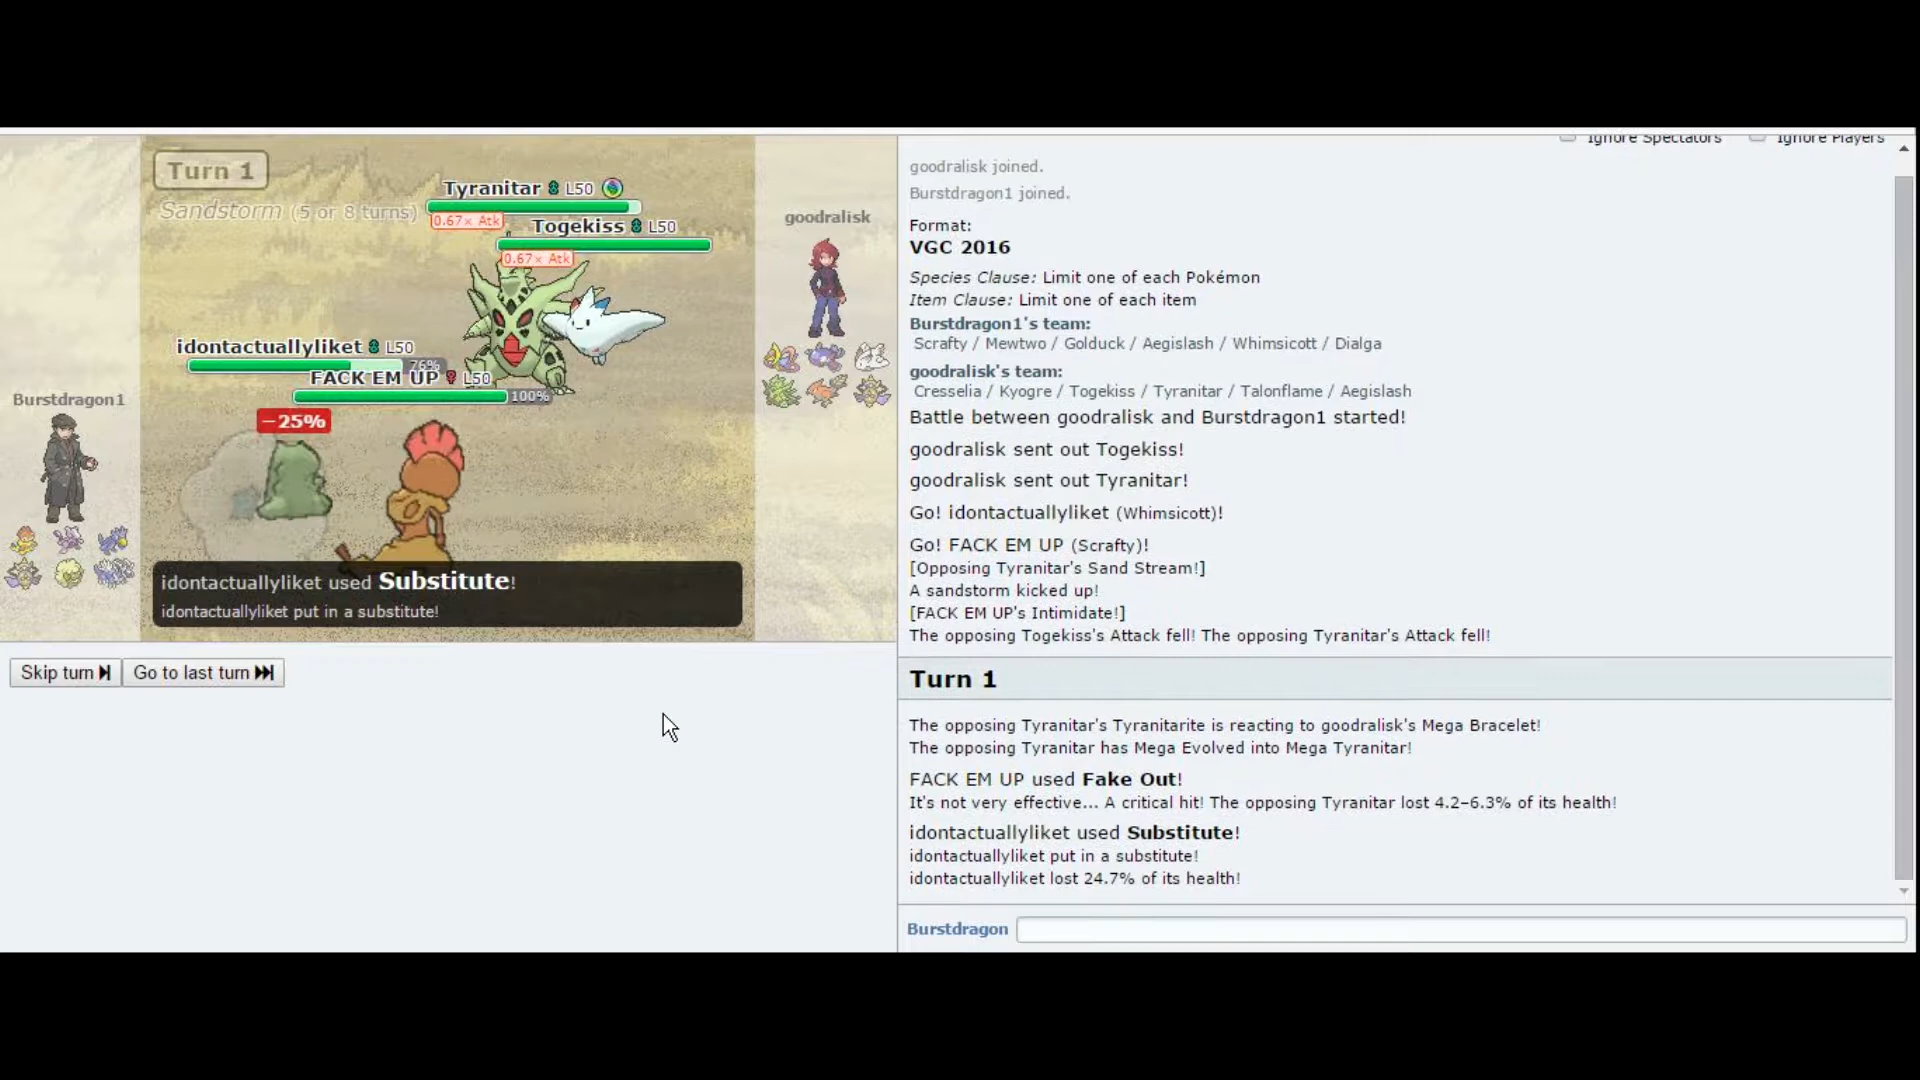 Turn 1
Sandstorm (5 or 8 turns)
Tyranitar L50
0.67× Atk
Togekiss L50
0.67× Atk
idontactuallyliket L50
76%
FACK EM UP L50
100%
−25%
Burstdragon1
goodralisk
idontactuallyliket used Substitute!
idontactuallyliket put in a substitute!
Skip turn
Go to last turn
Ignore Spectators Ignore Players
goodralisk joined.
Burstdragon1 joined.
Format:
VGC 2016
Species Clause: Limit one of each Pokémon
Item Clause: Limit one of each item
Burstdragon1's team:
Scrafty / Mewtwo / Golduck / Aegislash / Whimsicott / Dialga
goodralisk's team:
Cresselia / Kyogre / Togekiss / Tyranitar / Talonflame / Aegislash
Battle between goodralisk and Burstdragon1 started!
goodralisk sent out Togekiss!
goodralisk sent out Tyranitar!
Go! idontactuallyliket (Whimsicott)!
Go! FACK EM UP (Scrafty)!
[Opposing Tyranitar's Sand Stream!]
A sandstorm kicked up!
[FACK EM UP's Intimidate!]
The opposing Togekiss's Attack fell! The opposing Tyranitar's Attack fell!
Turn 1
The opposing Tyranitar's Tyranitarite is reacting to goodralisk's Mega Bracelet!
The opposing Tyranitar has Mega Evolved into Mega Tyranitar!
FACK EM UP used Fake Out!
It's not very effective... A critical hit! The opposing Tyranitar lost 4.2–6.3% of its health!
idontactuallyliket used Substitute!
idontactuallyliket put in a substitute!
idontactuallyliket lost 24.7% of its health!
Burstdragon